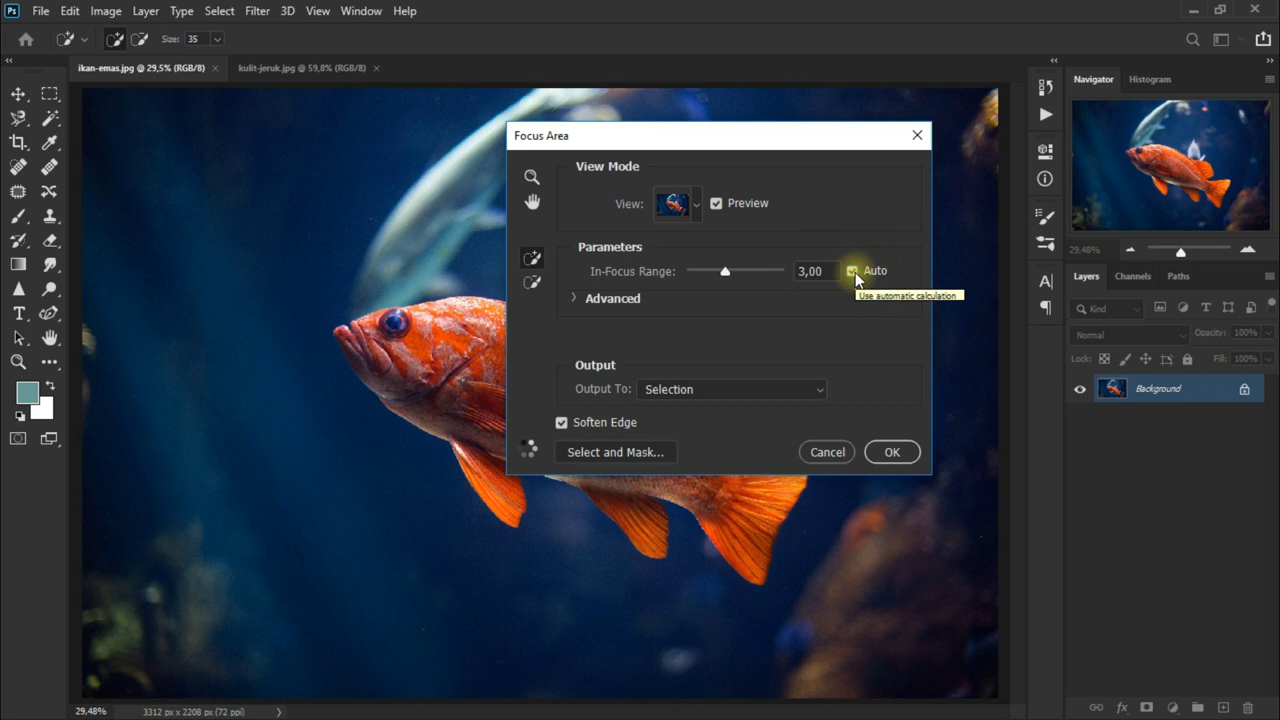 Ps File Edit Image Layer Type Select Filter 3D View Window Help
Size: 35
ikan-emas.jpg @ 29,5% (RGB/8) kulit-jeruk.jpg @ 59,8% (RGB/8)
Navigator Histogram
29,48%
Focus Area
View Mode
View: Preview
Parameters
In-Focus Range: 3,00 Auto
Use automatic calculation
Advanced
Output
Output To: Selection
Soften Edge
Select and Mask... Cancel OK
Layers Channels Paths
Kind
Normal Opacity: 100%
Lock: Fill: 100%
Background
29,48% 3312 px x 2208 px (72 ppi)